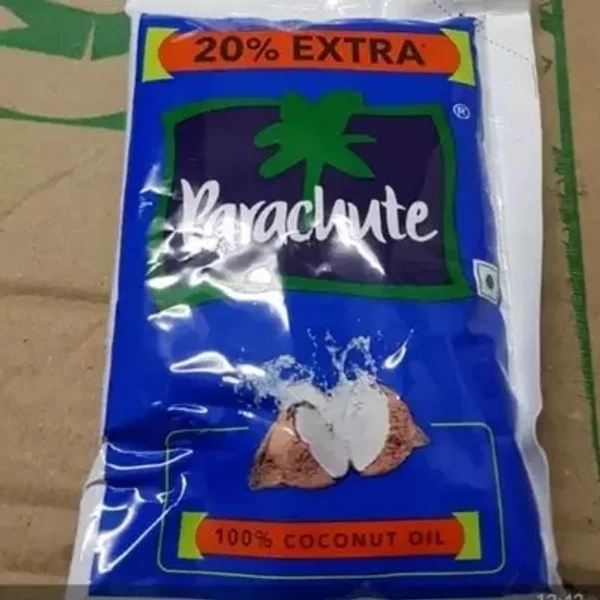 20% EXTRA
®
Parachute
100% COCONUT OIL